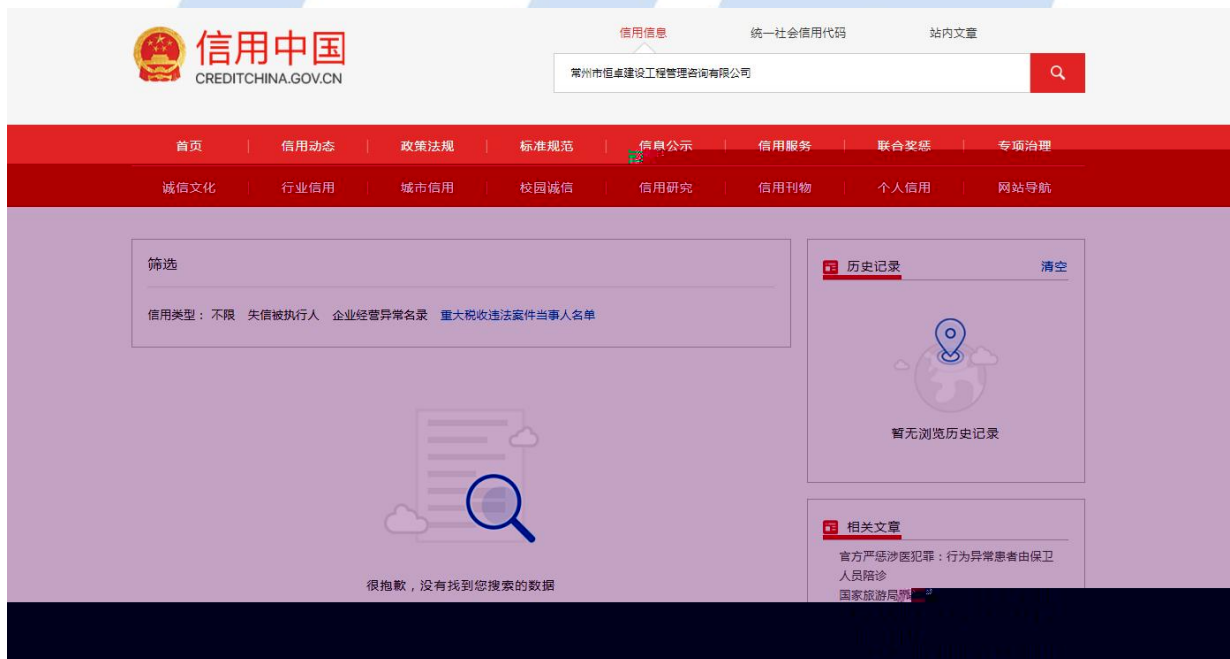 信用中国
CREDITCHINA.GOV.CN
信用信息 统一社会信用代码 站内文章
常州市恒卓建设工程管理咨询有限公司
首页 信用动态 政策法规 标准规范 信息公示 信用服务 联合奖惩 专项治理
诚信文化 行业信用 城市信用 校园诚信 信用研究 信用刊物 个人信用 网站导航
筛选
信用类型： 不限 失信被执行人 企业经营异常名录 重大税收违法案件当事人名单
很抱歉，没有找到您搜索的数据
历史记录 清空
暂无浏览历史记录
相关文章
官方严惩涉医犯罪：行为异常患者由保卫
人员陪诊
国家旅游局